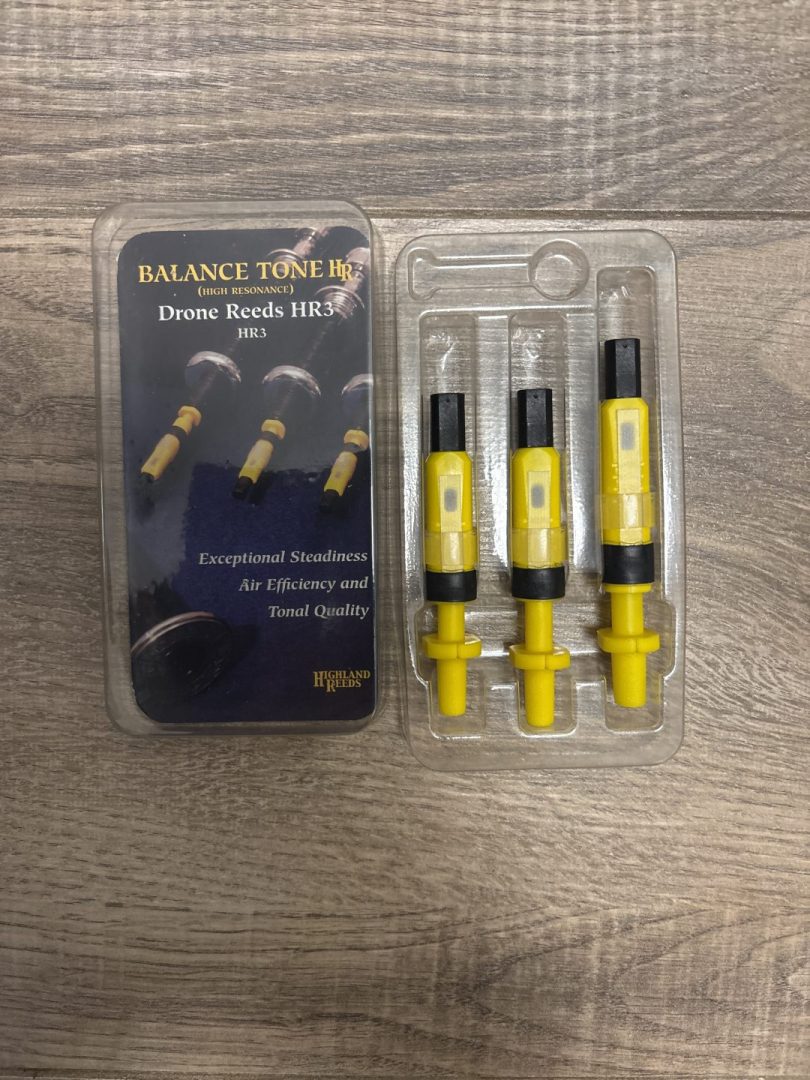 BALANCE TONE HR
(HIGH RESONANCE)
Drone Reeds HR3
HR3
Exceptional Steadiness
Air Efficiency and
Tonal Quality
HIGHLAND
REEDS